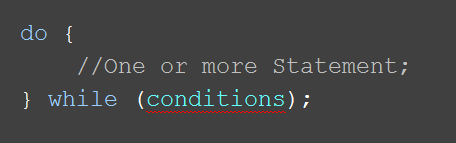 do {
    //One or more Statement;
} while (conditions);